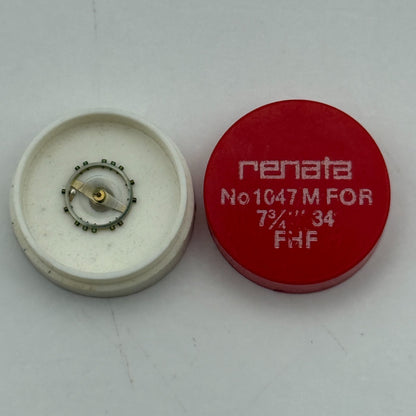 renata
No 1047 M FOR
7¾''' 34
FHF